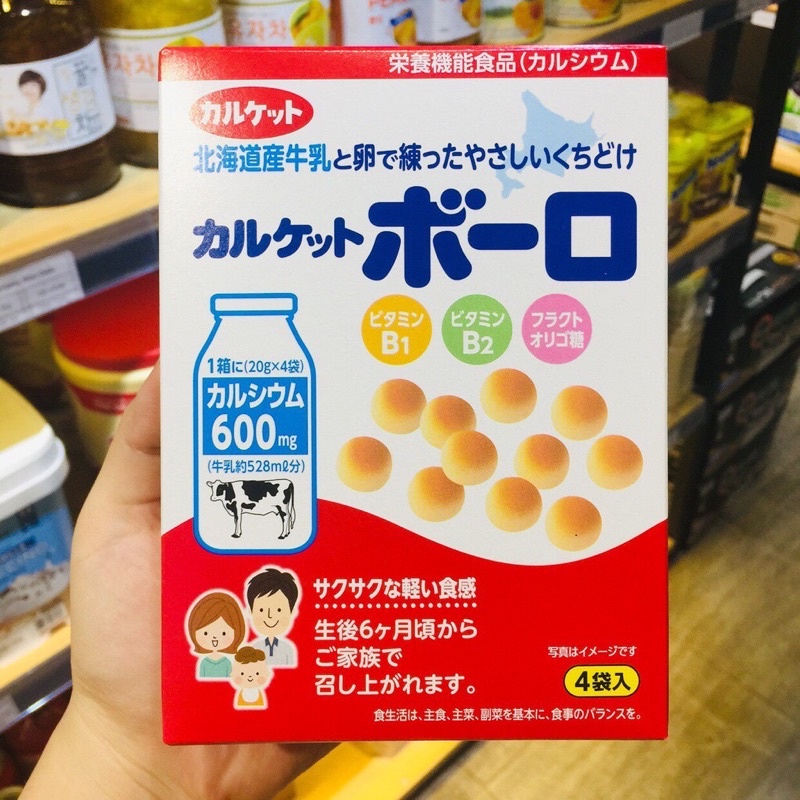 栄養機能食品(カルシウム)
カルケット
北海道産牛乳と卵で練ったやさしいくちどけ
カルケットボーロ
ビタミン
B1
ビタミン
B2
フラクト
オリゴ糖
1箱に(20g×4袋)
カルシウム
600mg
(牛乳約528mℓ分)
サクサクな軽い食感
生後6ヶ月頃から
ご家族で
召し上がれます。
写真はイメージです
4袋入
食生活は、主食、主菜、副菜を基本に、食事のバランスを。